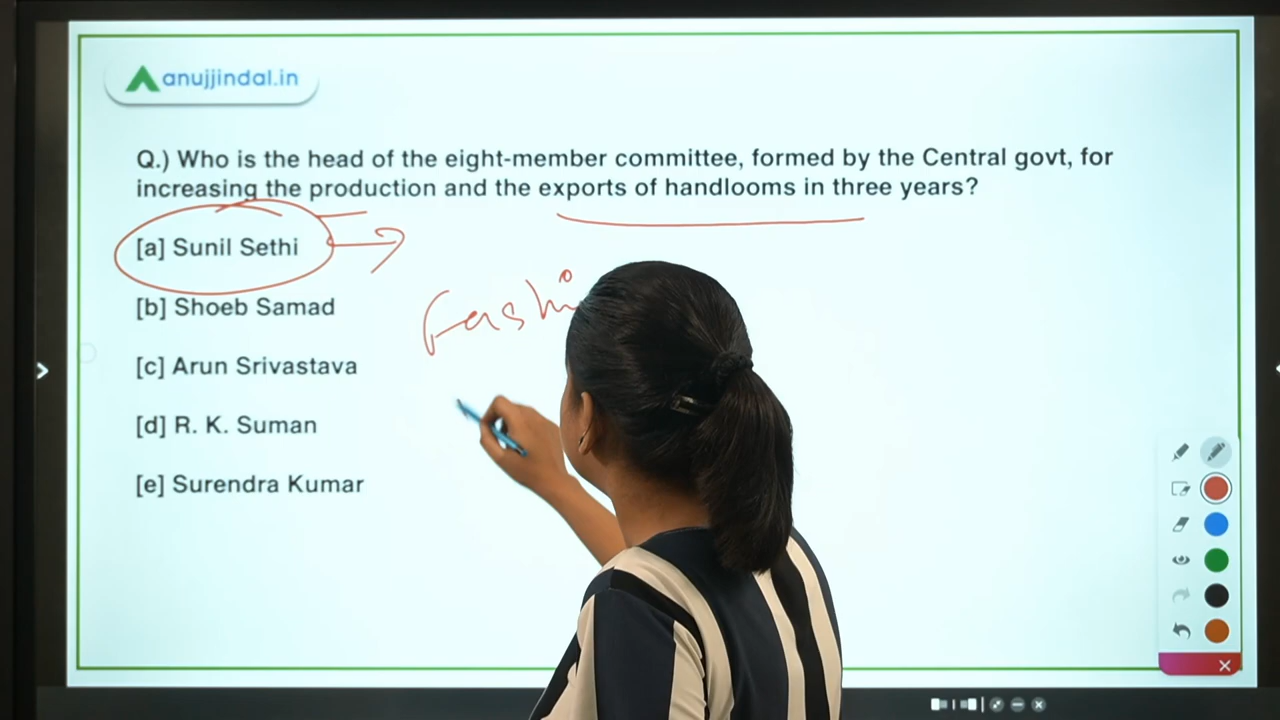 anujjindal.in
Q.) Who is the head of the eight-member committee, formed by the Central govt, for
increasing the production and the exports of handlooms in three years?
[a] Sunil Sethi
Fashi
[b] Shoeb Samad
[c] Arun Srivastava
[d] R. K. Suman
[e] Surendra Kumar